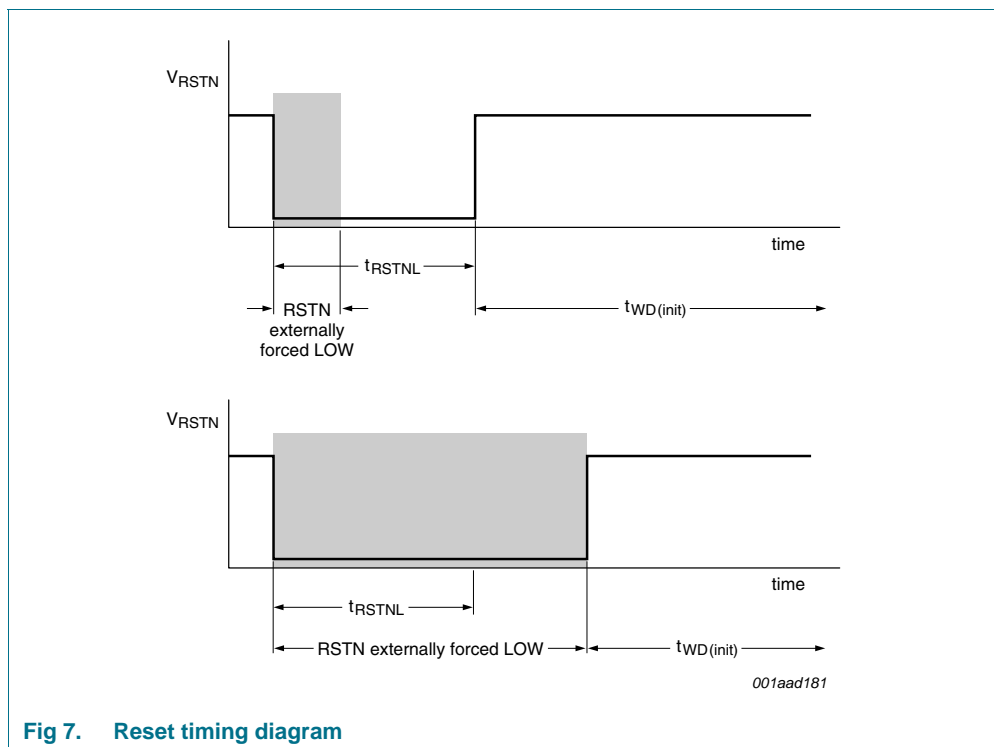 VRSTN
time
tRSTNL
RSTN
externally
forced LOW
tWD(init)
VRSTN
time
tRSTNL
RSTN externally forced LOW
tWD(init)
001aad181
Fig 7. Reset timing diagram